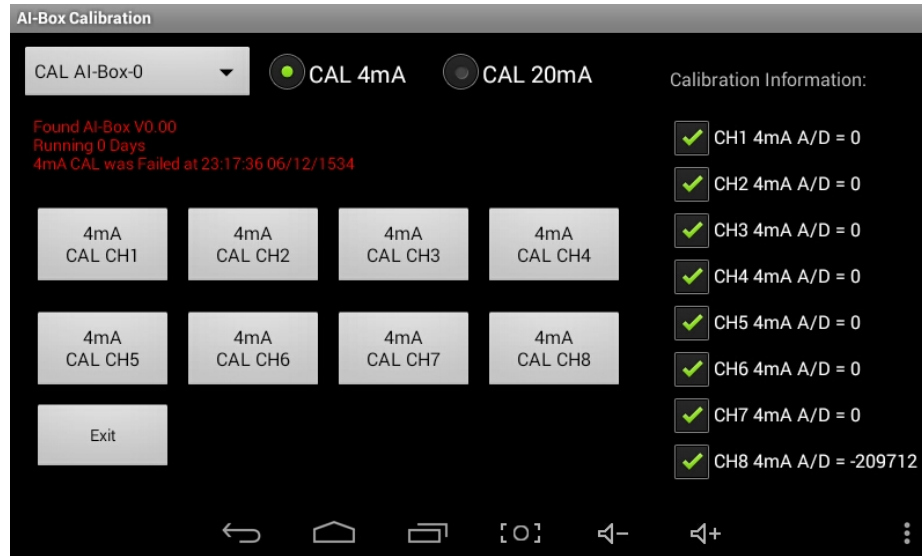 AI-Box Calibration
CAL AI-Box-0
CAL 4mA
CAL 20mA
Found AI-Box V0.00
Running 0 Days
4mA CAL was Failed at 23:17:36 06/12/1534
4mA
CAL CH1
4mA
CAL CH2
4mA
CAL CH3
4mA
CAL CH4
4mA
CAL CH5
4mA
CAL CH6
4mA
CAL CH7
4mA
CAL CH8
Exit
Calibration Information:
CH1 4mA A/D = 0
CH2 4mA A/D = 0
CH3 4mA A/D = 0
CH4 4mA A/D = 0
CH5 4mA A/D = 0
CH6 4mA A/D = 0
CH7 4mA A/D = 0
CH8 4mA A/D = -209712